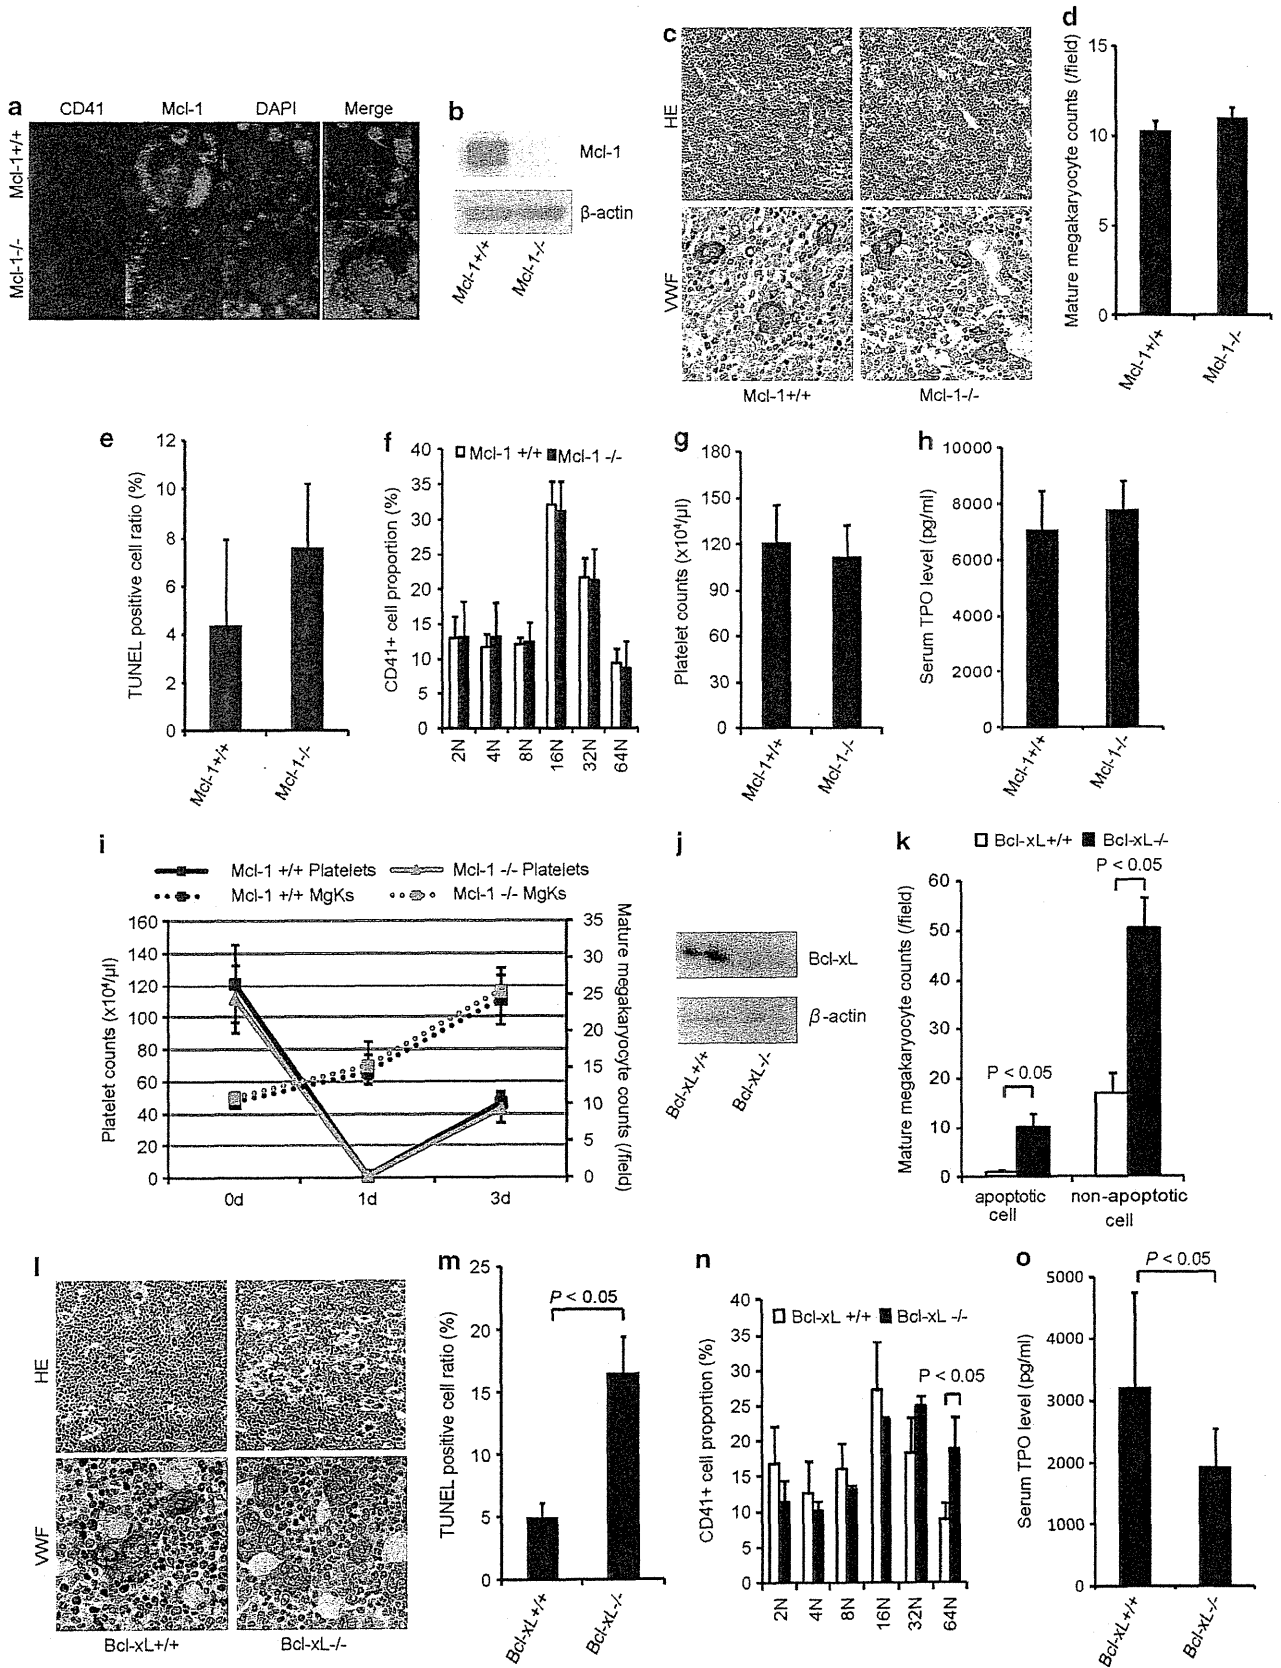 a
CD41 Mcl-1 DAPI Merge
Mcl-1+/+
Mcl-1-/-
b
Mcl-1
β-actin
Mcl-1+/+ Mcl-1-/-
c
HE
VWF
Mcl-1+/+ Mcl-1-/-
d
Mature megakaryocyte counts (/field)
15
10
5
0
Mcl-1+/+ Mcl-1-/-
e
TUNEL positive cell ratio (%)
12
10
8
6
4
2
0
Mcl-1+/+ Mcl-1-/-
f
Mcl-1 +/+ Mcl-1 -/-
CD41+ cell proportion (%)
40
35
30
25
20
15
10
5
0
2N 4N 8N 16N 32N 64N
g
Platelet counts (x10⁴/µl)
180
150
120
90
60
30
0
Mcl-1+/+ Mcl-1-/-
h
Serum TPO level (pg/ml)
10000
8000
6000
4000
2000
0
Mcl-1+/+ Mcl-1-/-
i
Mcl-1 +/+ Platelets Mcl-1 -/- Platelets
Mcl-1 +/+ MgKs Mcl-1 -/- MgKs
Platelet counts (x10⁴/µl)
160
140
120
100
80
60
40
20
0
0d 1d 3d
35
30
25
20
15
10
5
0
Mature megakaryocyte counts (/field)
j
Bcl-xL
β-actin
Bcl-xL+/+ Bcl-xL-/-
k
Bcl-xL+/+ Bcl-xL-/-
P < 0.05
P < 0.05
Mature megakaryocyte counts (/field)
60
50
40
30
20
10
0
apoptotic cell
non-apoptotic cell
l
HE
VWF
Bcl-xL+/+ Bcl-xL-/-
m
P < 0.05
TUNEL positive cell ratio (%)
25
20
15
10
5
0
Bcl-xL+/+ Bcl-xL-/-
n
Bcl-xL +/+ Bcl-xL -/-
P < 0.05
CD41+ cell proportion (%)
40
35
30
25
20
15
10
5
0
2N 4N 8N 16N 32N 64N
o
P < 0.05
Serum TPO level (pg/ml)
5000
4000
3000
2000
1000
0
Bcl-xL+/+ Bcl-xL-/-